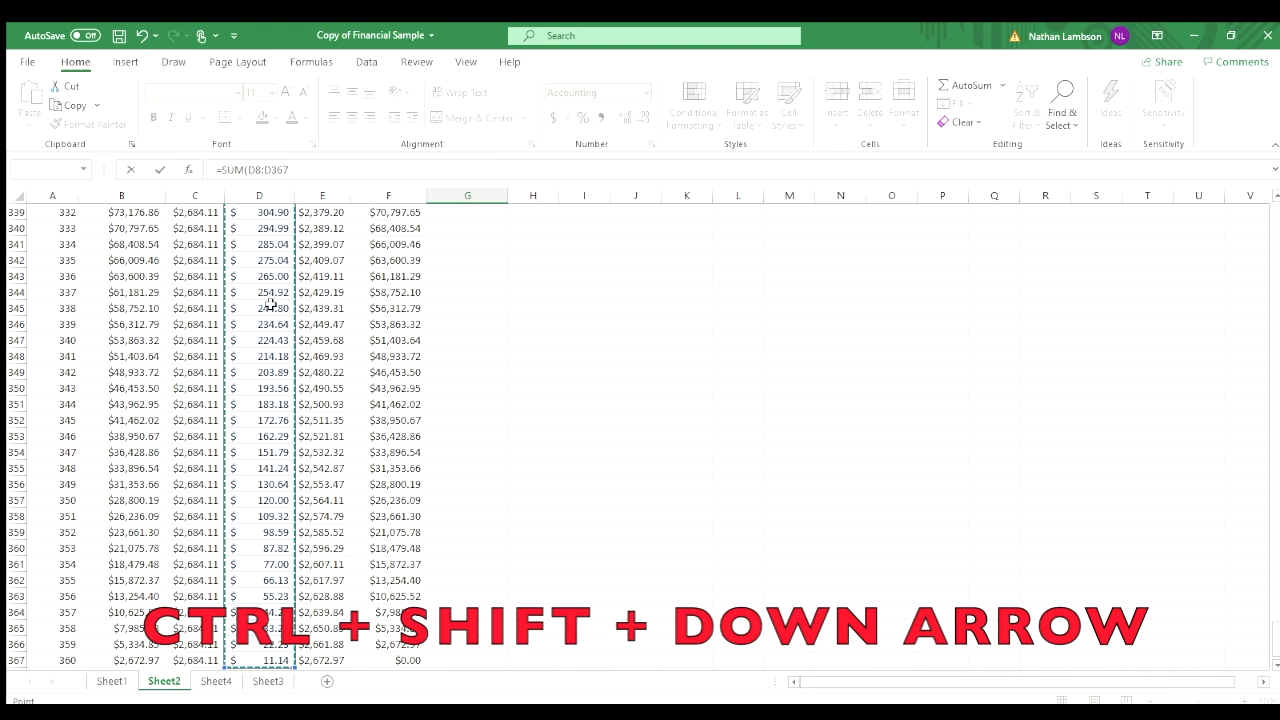 AutoSave Off Copy of Financial Sample Search Nathan Lambson NL
File Home Insert Draw Page Layout Formulas Data Review View Help Share Comments
Cut
Copy
Paste Format Painter
11
Wrap Text
Merge & Center
Accounting
Conditional Formatting
Format as Table
Cell Styles
Insert Delete Format
AutoSum
Fill
Clear
Sort & Filter
Find & Select
Ideas
Sensitivity
Clipboard Font Alignment Number Styles Cells Editing Ideas Sensitivity
=SUM(D8:D367
A B C D E F G H I J K L M N O P Q R S T U V
339 332 $73,176.86 $2,684.11 $ 304.90 $2,379.20 $70,797.65
340 333 $70,797.65 $2,684.11 $ 294.99 $2,389.12 $68,408.54
341 334 $68,408.54 $2,684.11 $ 285.04 $2,399.07 $66,009.46
342 335 $66,009.46 $2,684.11 $ 275.04 $2,409.07 $63,600.39
343 336 $63,600.39 $2,684.11 $ 265.00 $2,419.11 $61,181.29
344 337 $61,181.29 $2,684.11 $ 254.92 $2,429.19 $58,752.10
345 338 $58,752.10 $2,684.11 $ $2,439.31 $56,312.79
346 339 $56,312.79 $2,684.11 $ 234.64 $2,449.47 $53,863.32
347 340 $53,863.32 $2,684.11 $ 224.43 $2,459.68 $51,403.64
348 341 $51,403.64 $2,684.11 $ 214.18 $2,469.93 $48,933.72
349 342 $48,933.72 $2,684.11 $ 203.89 $2,480.22 $46,453.50
350 343 $46,453.50 $2,684.11 $ 193.56 $2,490.55 $43,962.95
351 344 $43,962.95 $2,684.11 $ 183.18 $2,500.93 $41,462.02
352 345 $41,462.02 $2,684.11 $ 172.76 $2,511.35 $38,950.67
353 346 $38,950.67 $2,684.11 $ 162.29 $2,521.81 $36,428.86
354 347 $36,428.86 $2,684.11 $ 151.79 $2,532.32 $33,896.54
355 348 $33,896.54 $2,684.11 $ 141.24 $2,542.87 $31,353.66
356 349 $31,353.66 $2,684.11 $ 130.64 $2,553.47 $28,800.19
357 350 $28,800.19 $2,684.11 $ 120.00 $2,564.11 $26,236.09
358 351 $26,236.09 $2,684.11 $ 109.32 $2,574.79 $23,661.30
359 352 $23,661.30 $2,684.11 $ 98.59 $2,585.52 $21,075.78
360 353 $21,075.78 $2,684.11 $ 87.82 $2,596.29 $18,479.48
361 354 $18,479.48 $2,684.11 $ 77.00 $2,607.11 $15,872.37
362 355 $15,872.37 $2,684.11 $ 66.13 $2,617.97 $13,254.40
363 356 $13,254.40 $2,684.11 $ 55.23 $2,628.88 $10,625.52
364 357 $2,639.84
365 358
366 359 $5,334.85 $2,684.11 $2,661.88
367 360 $2,672.97 $2,684.11 $ 11.14 $2,672.97 $0.00
CTRL + SHIFT + DOWN ARROW
Sheet1 Sheet2 Sheet4 Sheet3
Point